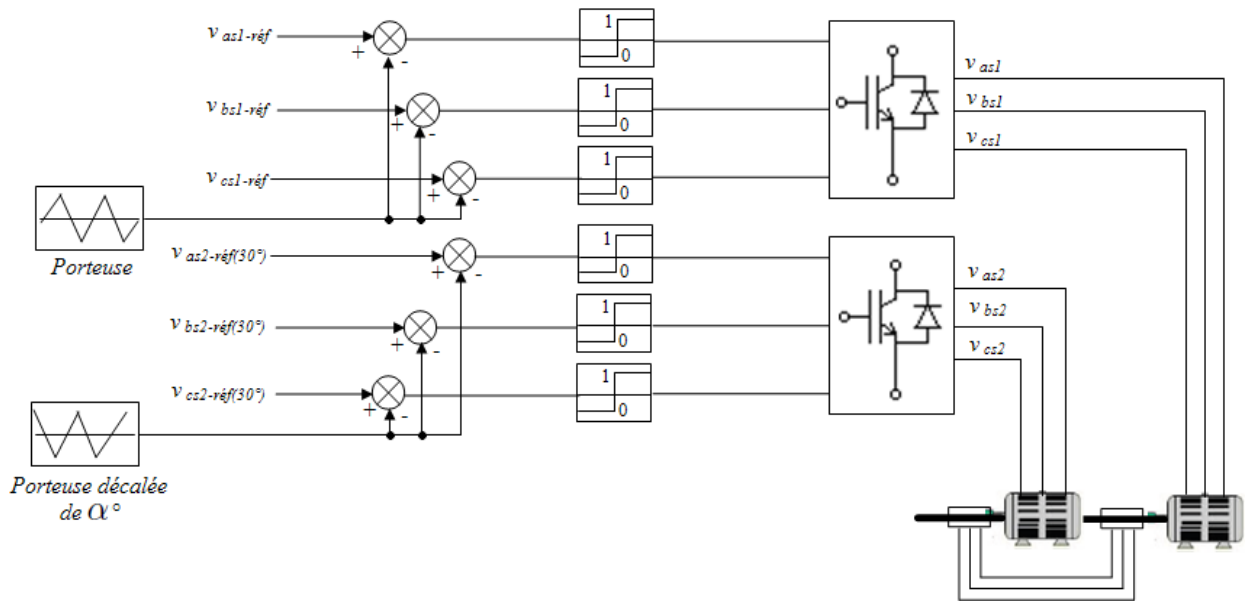 v as1-réf
+
-
1
0
v bs1-réf
+
-
1
0
v cs1-réf
+
-
1
0
Porteuse
v as2-réf(30°)
+
-
1
0
v bs2-réf(30°)
+
-
1
0
v cs2-réf(30°)
+
-
1
0
Porteuse décalée
de α°
v as1
v bs1
v cs1
v as2
v bs2
v cs2